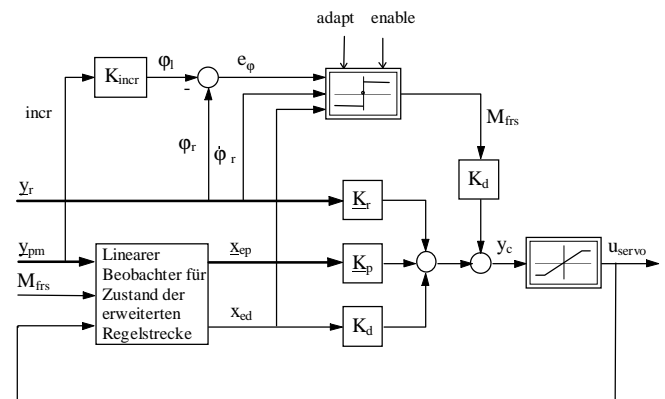 adapt enable
φ_l
e_φ
K_incr
-
incr
M_frs
φ_r
φ̇_r
K_d
y_r
K_r
y_pm
Linearer
Beobachter für
Zustand der
erweiterten
Regelstrecke
x_ep
K_p
y_c
u_servo
M_frs
x_ed
K_d